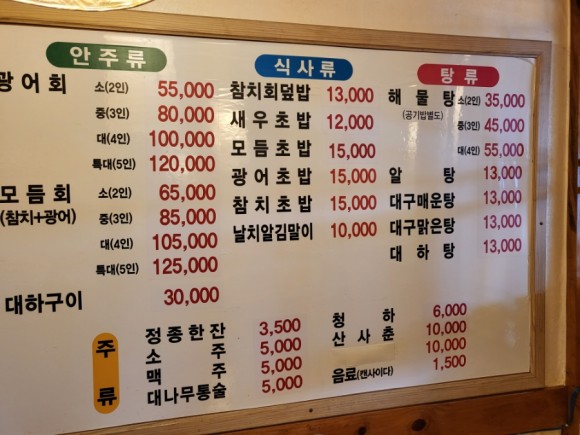 안주류
광어회 소(2인) 55,000
중(3인) 80,000
대(4인) 100,000
특대(5인) 120,000
모듬회 소(2인) 65,000
(참치+광어) 중(3인) 85,000
대(4인) 105,000
특대(5인) 125,000
대하구이 30,000
식사류
참치회덮밥 13,000
새우초밥 12,000
모듬초밥 15,000
광어초밥 15,000
참치초밥 15,000
날치알김말이 10,000
탕류
해물탕 소(2인) 35,000
(공기밥별도) 중(3인) 45,000
대(4인) 55,000
알탕 13,000
대구매운탕 13,000
대구맑은탕 13,000
대하탕 13,000
주류
정종한잔 3,500
소주 5,000
맥주 5,000
대나무통술 5,000
청하 6,000
산사춘 10,000
10,000
음료(캔사이다) 1,500